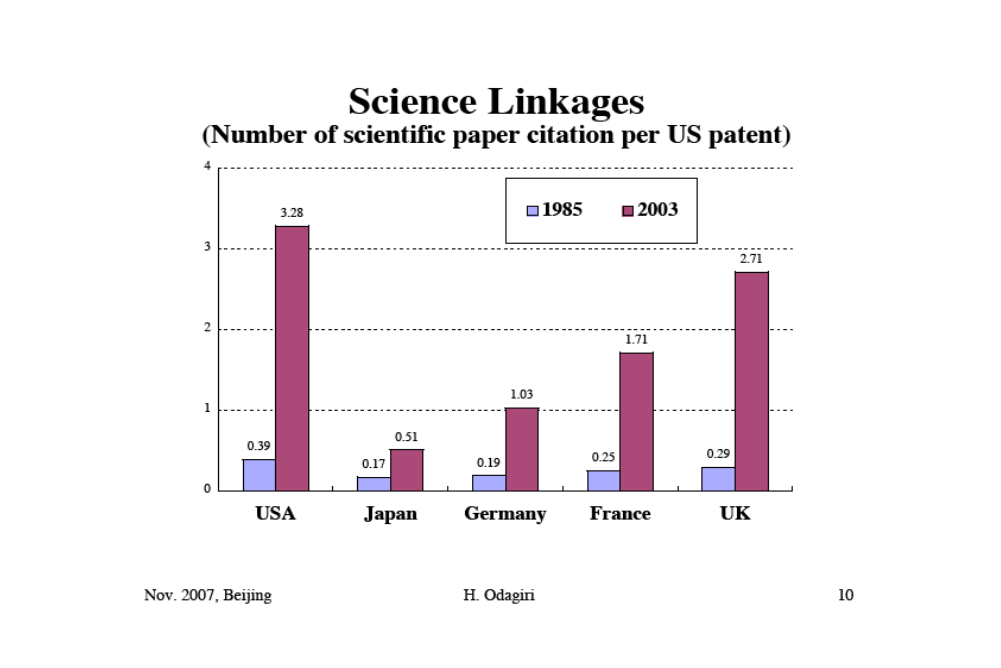 Science Linkages
(Number of scientific paper citation per US patent)
4
1985 2003
3.28
3
2.71
2
1.71
1.03
1
0.51
0.39
0.17 0.19 0.25 0.29
0
USA Japan Germany France UK
Nov. 2007, Beijing H. Odagiri 10